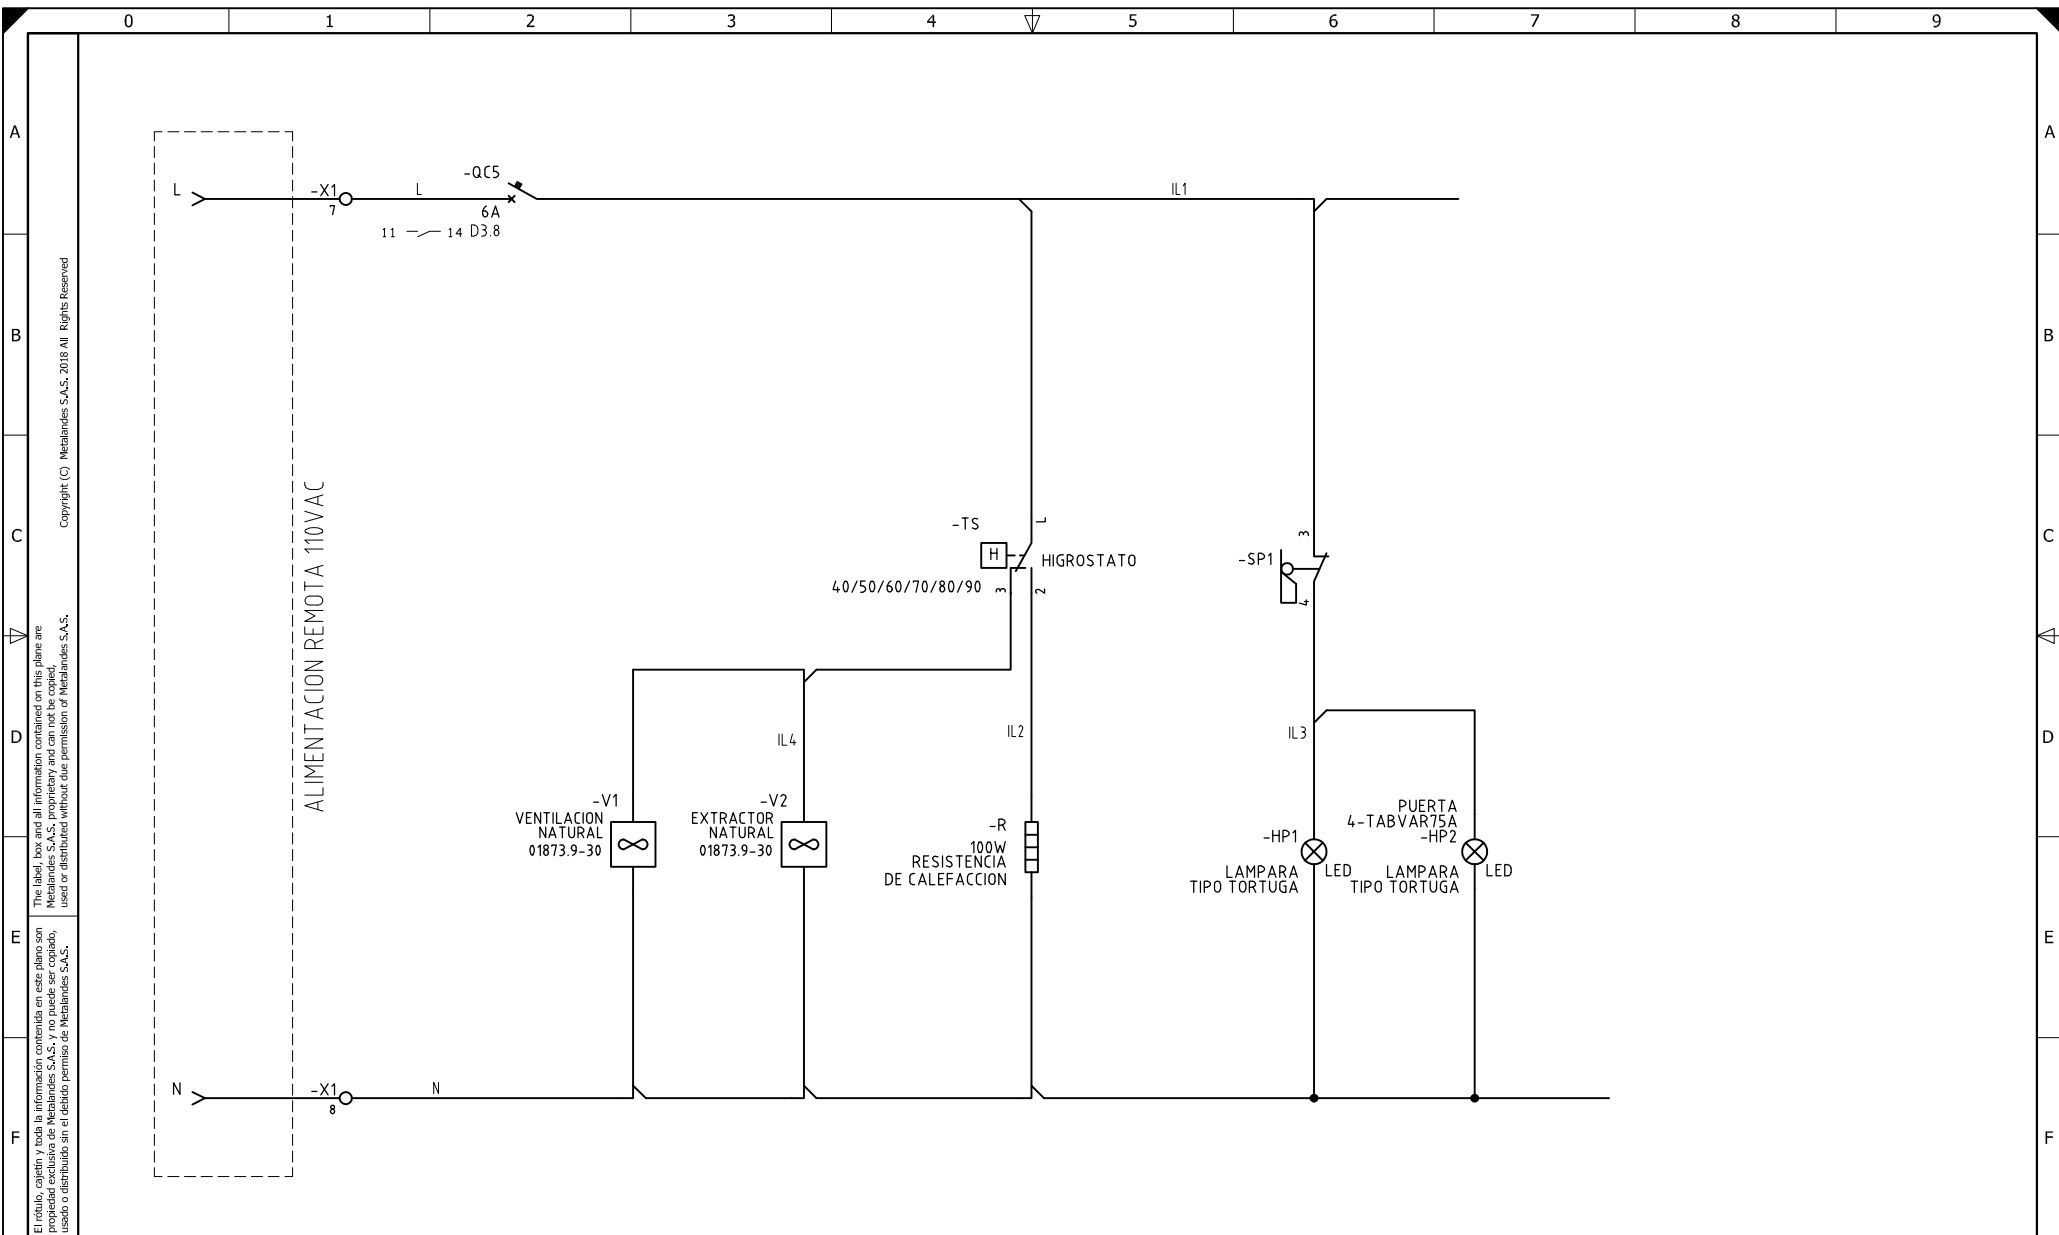 0 1 2 3 4 5 6 7 8 9
A A
-QC5
L -X1 L IL1
7 6A
11 14 D3.8
B B
Copyright (C) Metalandes S.A.S. 2018 All Rights Reserved
ALIMENTACION REMOTA 110VAC
C C
-TS L
H HIGROSTATO
40/50/60/70/80/90 3 2
3
-SP1
4
The label, box and all information contained on this plane are
Metalandes S.A.S. proprietary and can not be copied,
used or distributed without due permission of Metalandes S.A.S.
D D
IL4 IL2 IL3
-V1
VENTILACION
NATURAL
01873.9-30
-V2
EXTRACTOR
NATURAL
01873.9-30
-R
100W
RESISTENCIA
DE CALEFACCION
-HP1
LAMPARA LED
TIPO TORTUGA
PUERTA
4-TABVAR75A
-HP2
LAMPARA LED
TIPO TORTUGA
E E
El rótulo, cajetín y toda la información contenida en este plano son
propiedad exclusiva de Metalandes S.A.S. y no puede ser copiado,
usado o distribuido sin el debido permiso de Metalandes S.A.S.
N -X1 N
8
F F